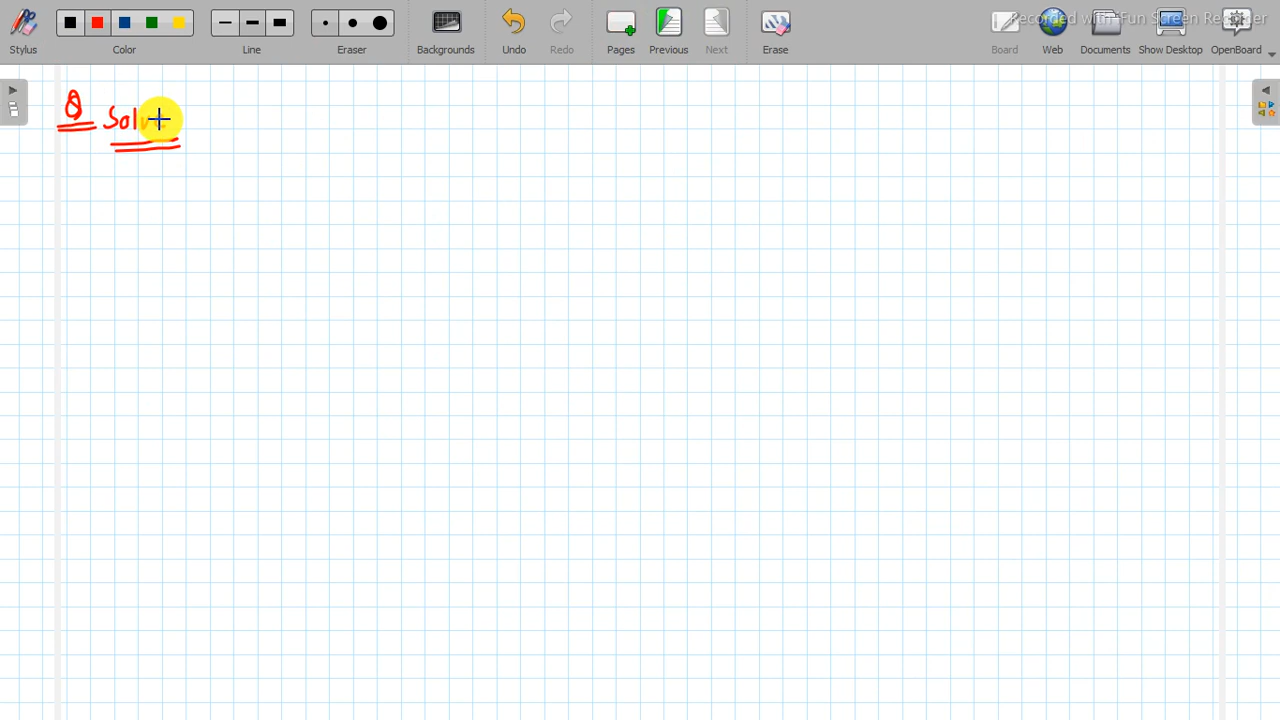 Recorded with Fun Screen Recorder
Stylus Color Line Eraser Backgrounds Undo Redo Pages Previous Next Erase Board Web Documents Show Desktop OpenBoard
Q